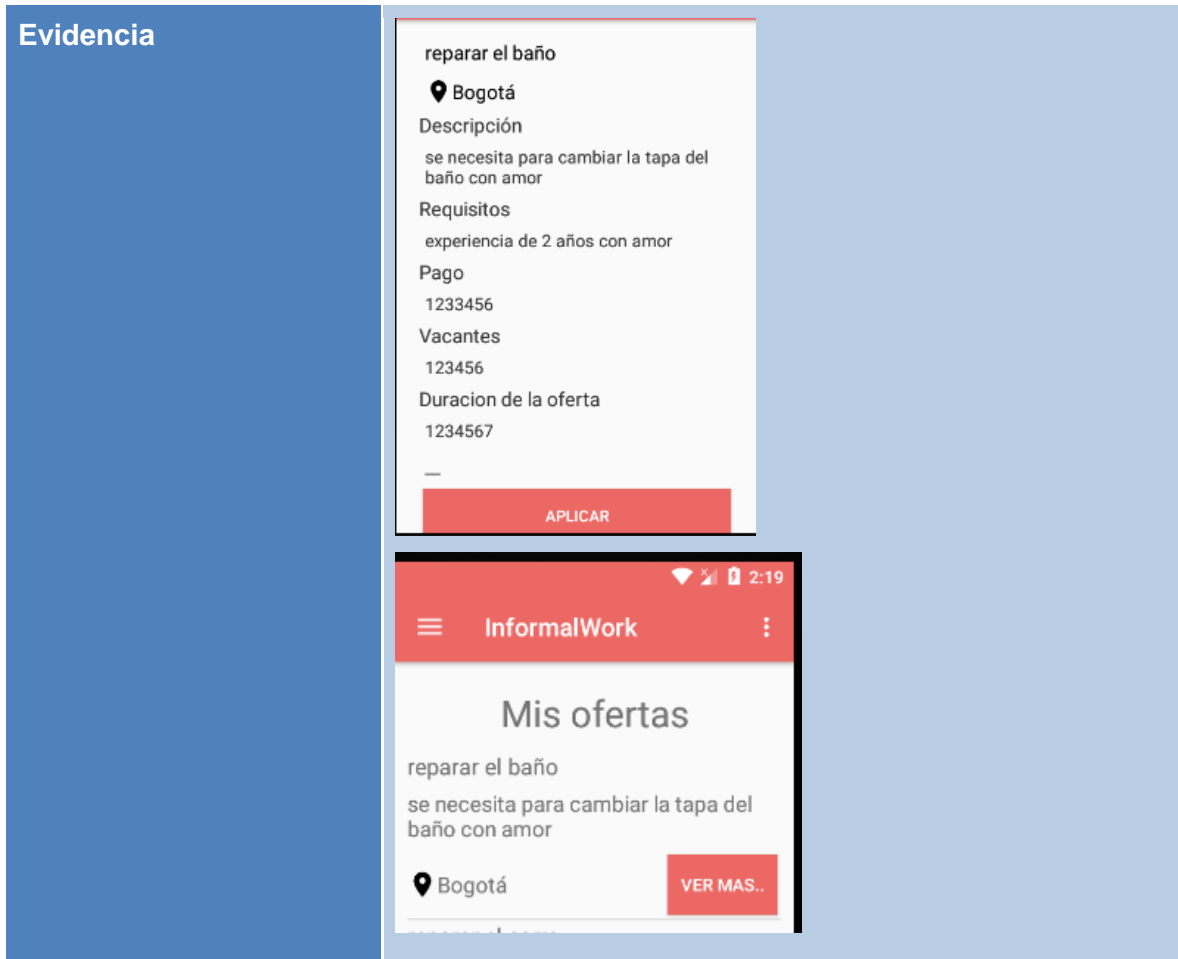 Evidencia
reparar el baño
Bogotá
Descripción
se necesita para cambiar la tapa del
baño con amor
Requisitos
experiencia de 2 años con amor
Pago
1233456
Vacantes
123456
Duracion de la oferta
1234567
APLICAR
2:19
InformalWork
Mis ofertas
reparar el baño
se necesita para cambiar la tapa del
baño con amor
Bogotá
VER MAS..